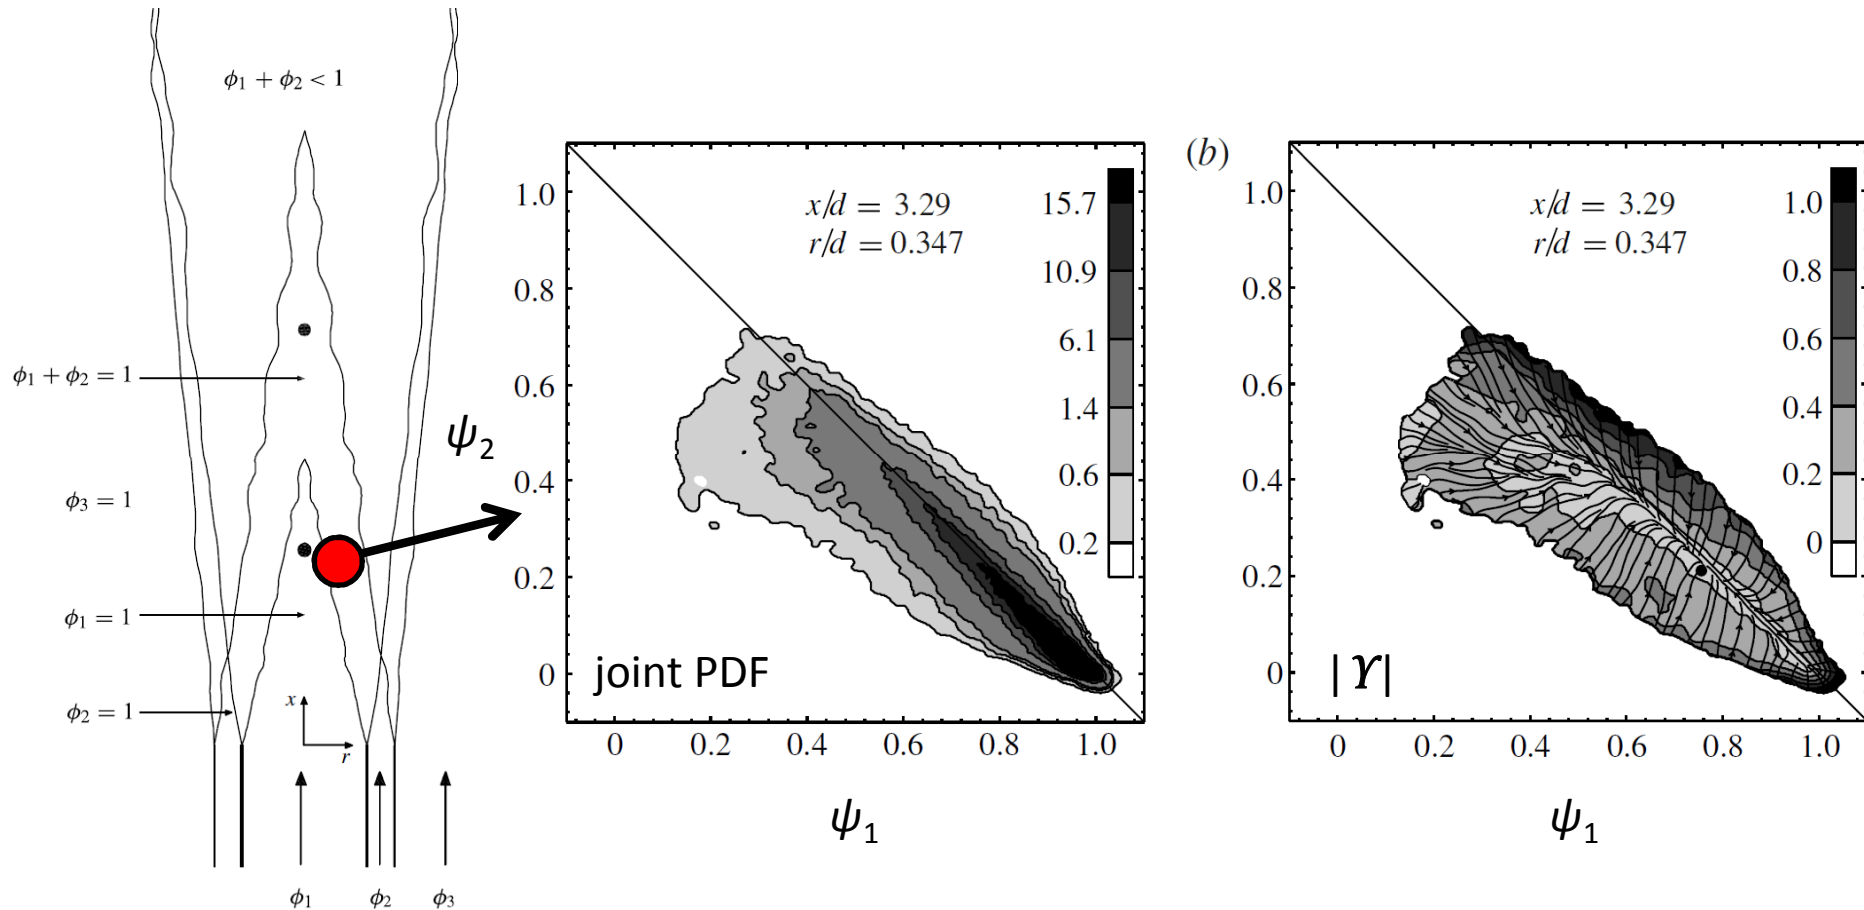 ϕ₁ + ϕ₂ < 1
ϕ₁ + ϕ₂ = 1
ϕ₃ = 1
ϕ₁ = 1
ϕ₂ = 1
x
r
ϕ₁
ϕ₂
ϕ₃
ψ₂
x/d = 3.29
r/d = 0.347
1.0
0.8
0.6
0.4
0.2
0
15.7
10.9
6.1
1.4
0.6
0.2
joint PDF
0 0.2 0.4 0.6 0.8 1.0
ψ₁
(b)
x/d = 3.29
r/d = 0.347
1.0
0.8
0.6
0.4
0.2
0
1.0
0.8
0.6
0.4
0.2
0
|ϒ|
0 0.2 0.4 0.6 0.8 1.0
ψ₁